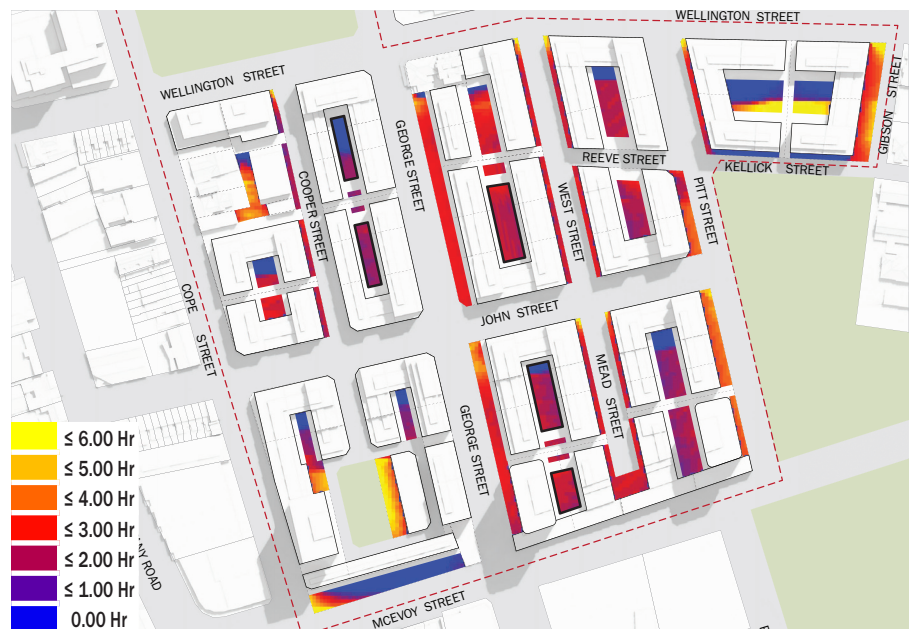 WELLINGTON STREET
WELLINGTON STREET
GIBSON STREET
GEORGE STREET
REEVE STREET
KELLICK STREET
COOPER STREET
WEST STREET
PITT STREET
COPE STREET
JOHN STREET
MEAD STREET
GEORGE STREET
≤ 6.00 Hr
≤ 5.00 Hr
≤ 4.00 Hr
≤ 3.00 Hr
≤ 2.00 Hr
≤ 1.00 Hr
0.00 Hr
NY ROAD
MCEVOY STREET